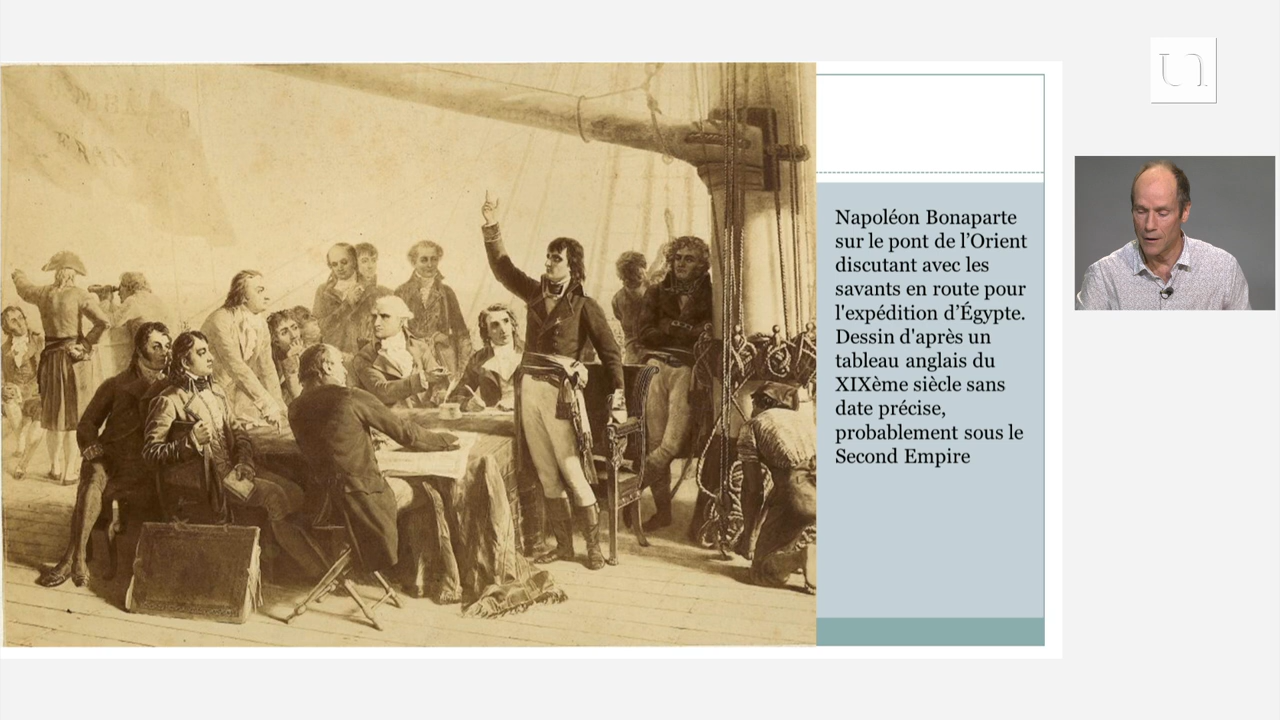 Napoléon Bonaparte
sur le pont de l’Orient
discutant avec les
savants en route pour
l'expédition d’Égypte.
Dessin d'après un
tableau anglais du
XIXème siècle sans
date précise,
probablement sous le
Second Empire